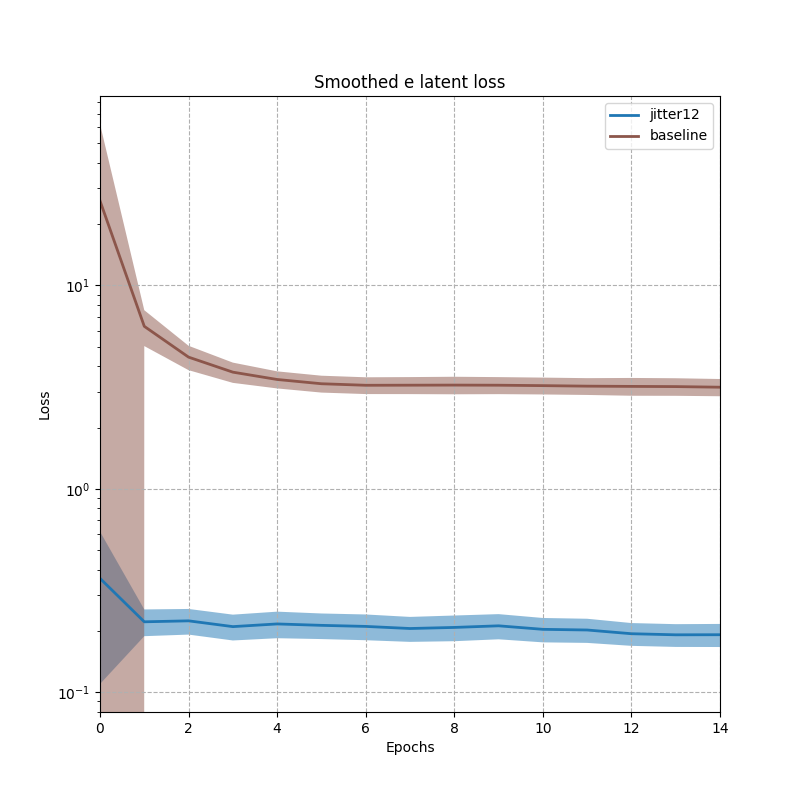 Smoothed e latent loss
jitter12
baseline
Loss
10¹
10⁰
10⁻¹
0 2 4 6 8 10 12 14
Epochs